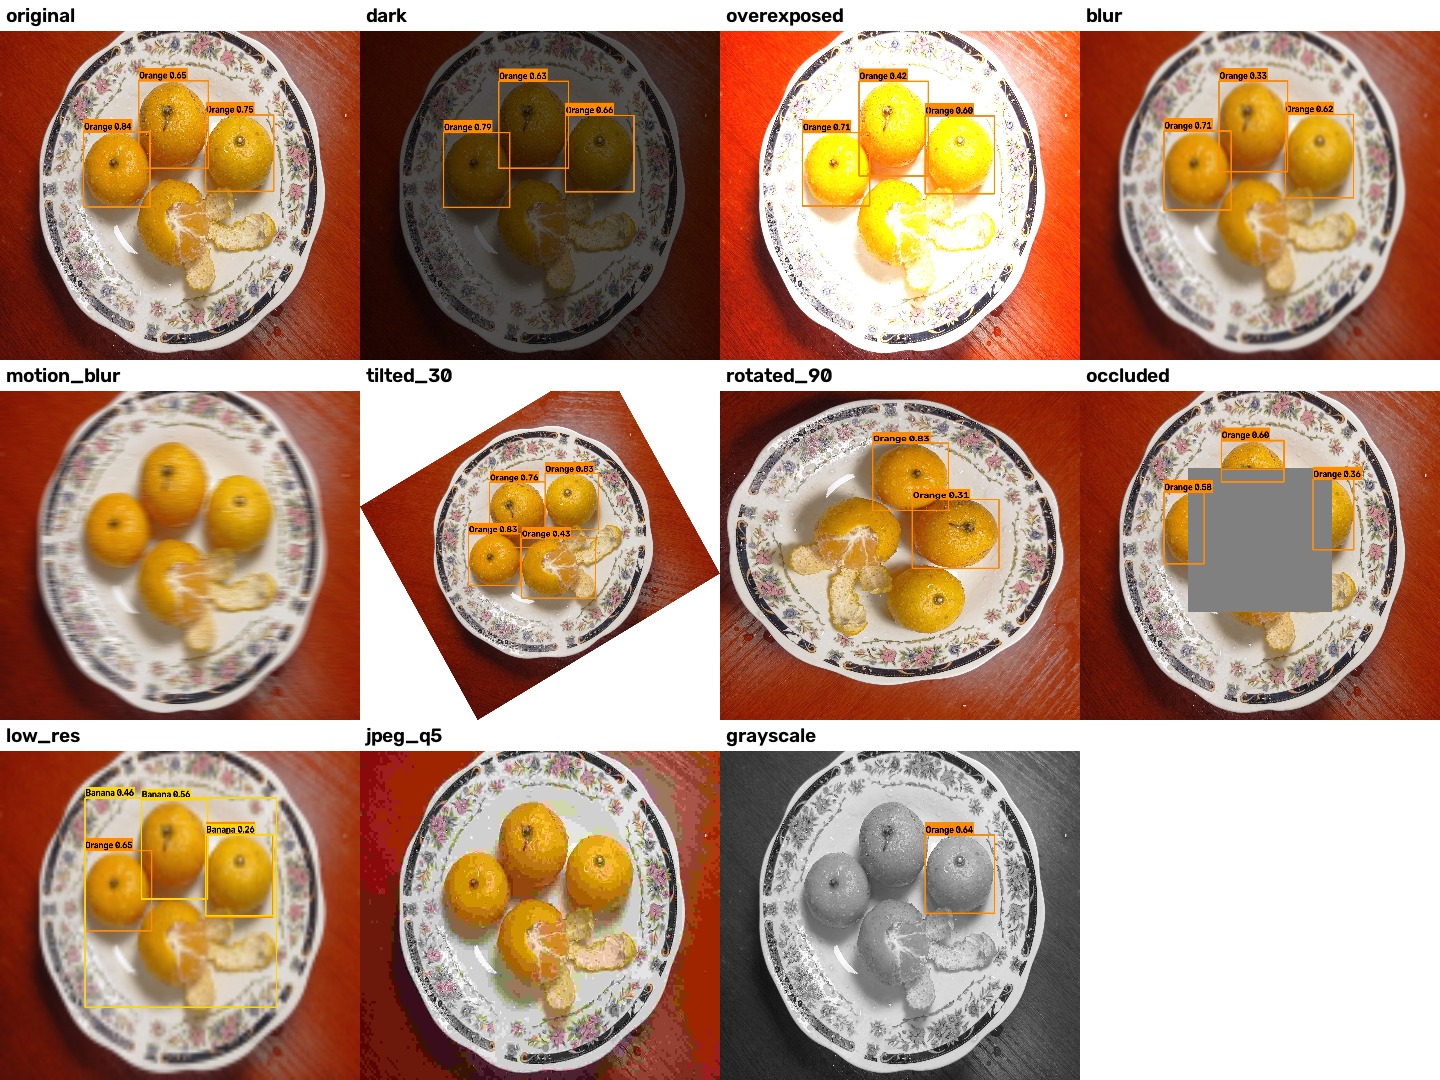 original
dark
overexposed
blur
Orange 0.65
Orange 0.75
Orange 0.84
Orange 0.63
Orange 0.66
Orange 0.79
Orange 0.42
Orange 0.60
Orange 0.71
Orange 0.33
Orange 0.62
Orange 0.71
motion_blur
tilted_30
rotated_90
occluded
Orange 0.76
Orange 0.83
Orange 0.83
Orange 0.43
Orange 0.83
Orange 0.31
Orange 0.60
Orange 0.36
Orange 0.58
low_res
jpeg_q5
grayscale
Banana 0.46
Banana 0.56
Banana 0.26
Orange 0.65
Orange 0.64